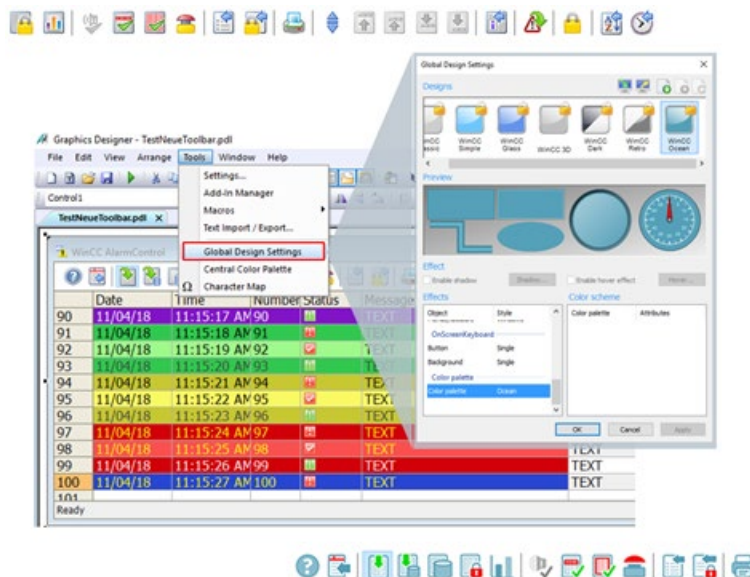 Global Design Settings
Designs
WinCC Simple
WinCC Glass
WinCC 3D
WinCC Dark
WinCC Retro
WinCC Ocean
Preview
Effect
Enable shadow
Shadow...
Enable hover effect
Hover...
Effects
Color scheme
Object Style
Color palette Attributes
OnScreenKeyboard
Button Single
Background Single
Color palette
Color palette Ocean
OK
Cancel
Apply
Graphics Designer - TestNeueToolbar.pdl
File Edit View Arrange Tools Window Help
Settings...
Add-In Manager
Macros
Text Import / Export...
Global Design Settings
Central Color Palette
Ω Character Map
Control1
TestNeueToolbar.pdl X
WinCC AlarmControl
Date Time Number Status Message
90 11/04/18 11:15:17 AM 90 TEXT
91 11/04/18 11:15:18 AM 91 TEXT
92 11/04/18 11:15:19 AM 92 TEXT
93 11/04/18 11:15:20 AM 93 TEXT
94 11/04/18 11:15:21 AM 94 TEXT
95 11/04/18 11:15:22 AM 95 TEXT
96 11/04/18 11:15:23 AM 96 TEXT
97 11/04/18 11:15:24 AM 97 TEXT
98 11/04/18 11:15:25 AM 98 TEXT TEXT
99 11/04/18 11:15:26 AM 99 TEXT TEXT
100 11/04/18 11:15:27 AM 100 TEXT TEXT
101
Ready